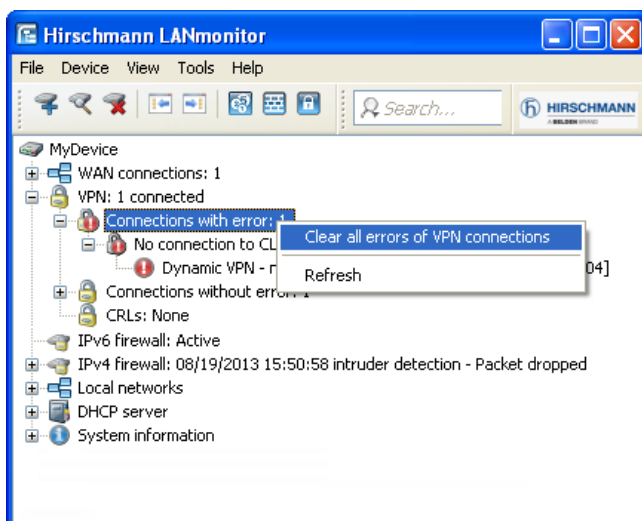 Hirschmann LANmonitor
File Device View Tools Help
Search...
HIRSCHMANN
A BELDEN BRAND
MyDevice
WAN connections: 1
VPN: 1 connected
Connections with error: 1
Clear all errors of VPN connections
No connection to CL
Dynamic VPN - 04]
Refresh
Connections without error: 1
CRLs: None
IPv6 firewall: Active
IPv4 firewall: 08/19/2013 15:50:58 intruder detection - Packet dropped
Local networks
DHCP server
System information